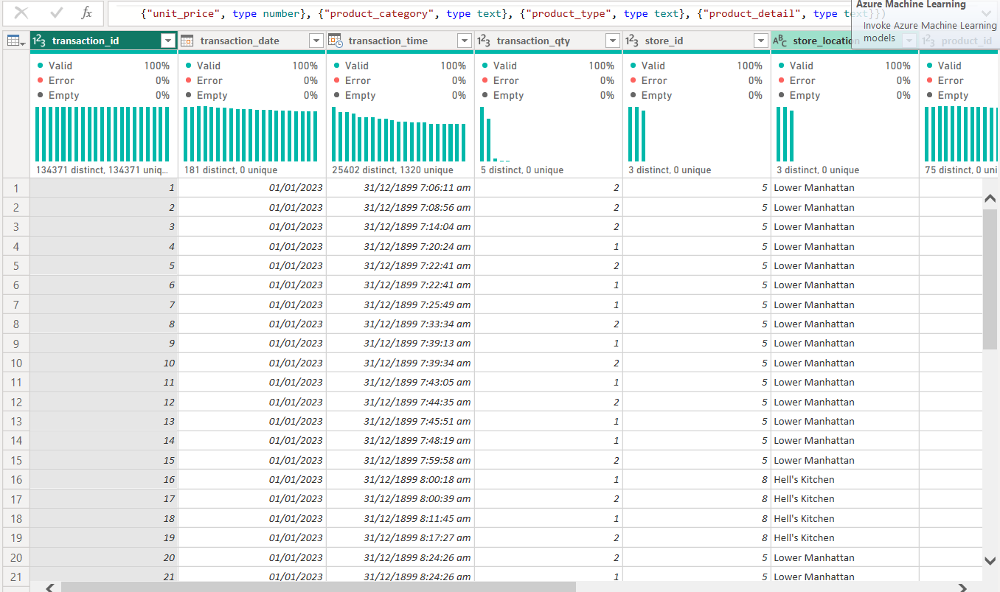 fx {"unit_price", type number}, {"product_category", type text}, {"product_type", type text}, {"product_detail", type text}})
Azure Machine Learning
Invoke Azure Machine Learning
models
1 2 3 transaction_id transaction_date transaction_time 1 2 3 transaction_qty 1 2 3 store_id A B C store_location 1 2 3 product_id
Valid 100% Valid 100% Valid 100% Valid 100% Valid 100% Valid 100% Valid
Error 0% Error 0% Error 0% Error 0% Error 0% Error 0% Error
Empty 0% Empty 0% Empty 0% Empty 0% Empty 0% Empty 0% Empty
134371 distinct, 134371 uniq... 181 distinct, 0 unique 25402 distinct, 1320 unique 5 distinct, 0 unique 3 distinct, 0 unique 3 distinct, 0 unique 75 distinct, 0 uni
1 1 01/01/2023 31/12/1899 7:06:11 am 2 5 Lower Manhattan
2 2 01/01/2023 31/12/1899 7:08:56 am 2 5 Lower Manhattan
3 3 01/01/2023 31/12/1899 7:14:04 am 2 5 Lower Manhattan
4 4 01/01/2023 31/12/1899 7:20:24 am 1 5 Lower Manhattan
5 5 01/01/2023 31/12/1899 7:22:41 am 2 5 Lower Manhattan
6 6 01/01/2023 31/12/1899 7:22:41 am 1 5 Lower Manhattan
7 7 01/01/2023 31/12/1899 7:25:49 am 1 5 Lower Manhattan
8 8 01/01/2023 31/12/1899 7:33:34 am 2 5 Lower Manhattan
9 9 01/01/2023 31/12/1899 7:39:13 am 1 5 Lower Manhattan
10 10 01/01/2023 31/12/1899 7:39:34 am 2 5 Lower Manhattan
11 11 01/01/2023 31/12/1899 7:43:05 am 1 5 Lower Manhattan
12 12 01/01/2023 31/12/1899 7:44:35 am 2 5 Lower Manhattan
13 13 01/01/2023 31/12/1899 7:45:51 am 1 5 Lower Manhattan
14 14 01/01/2023 31/12/1899 7:48:19 am 1 5 Lower Manhattan
15 15 01/01/2023 31/12/1899 7:59:58 am 2 5 Lower Manhattan
16 16 01/01/2023 31/12/1899 8:00:18 am 1 8 Hell's Kitchen
17 17 01/01/2023 31/12/1899 8:00:39 am 2 8 Hell's Kitchen
18 18 01/01/2023 31/12/1899 8:11:45 am 1 8 Hell's Kitchen
19 19 01/01/2023 31/12/1899 8:17:27 am 2 8 Hell's Kitchen
20 20 01/01/2023 31/12/1899 8:24:26 am 2 5 Lower Manhattan
21 21 01/01/2023 31/12/1899 8:24:26 am 1 5 Lower Manhattan